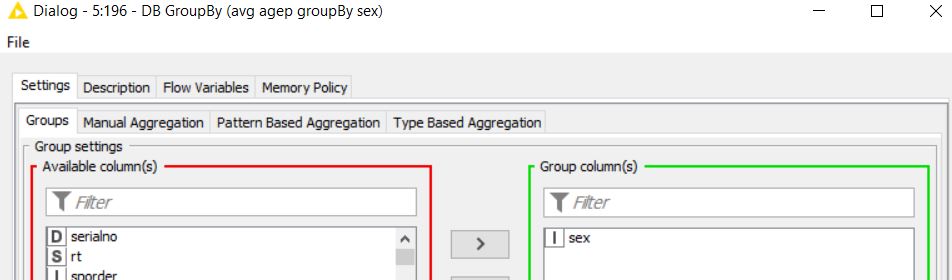 Dialog - 5:196 - DB GroupBy (avg agep groupBy sex)
File
Settings Description Flow Variables Memory Policy
Groups Manual Aggregation Pattern Based Aggregation Type Based Aggregation
Group settings
Available column(s) Group column(s)
Filter Filter
D serialno > I sex
S rt
I sporder